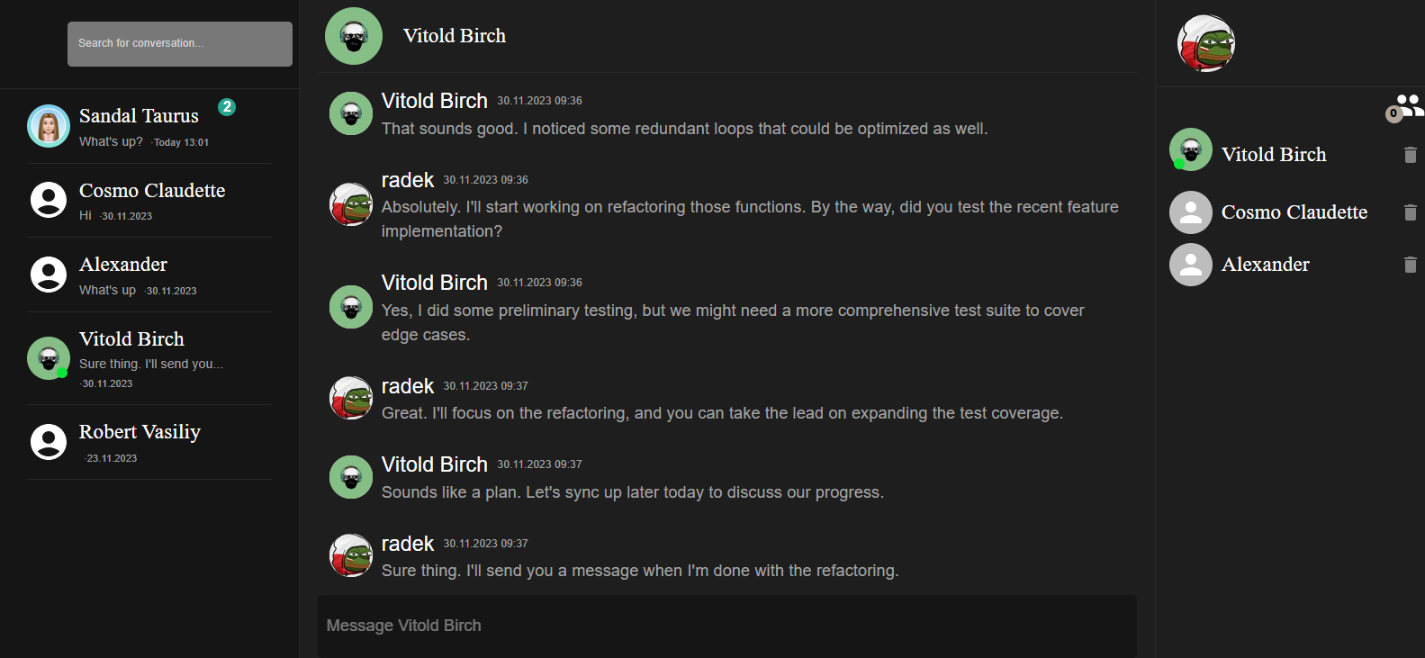 Search for conversation...
Sandal Taurus 2
What's up? ·Today 13:01
Cosmo Claudette
Hi ·30.11.2023
Alexander
What's up ·30.11.2023
Vitold Birch
Sure thing. I'll send you...
·30.11.2023
Robert Vasiliy
·23.11.2023
Vitold Birch
Vitold Birch 30.11.2023 09:36
That sounds good. I noticed some redundant loops that could be optimized as well.
radek 30.11.2023 09:36
Absolutely. I'll start working on refactoring those functions. By the way, did you test the recent feature
implementation?
Vitold Birch 30.11.2023 09:36
Yes, I did some preliminary testing, but we might need a more comprehensive test suite to cover
edge cases.
radek 30.11.2023 09:37
Great. I'll focus on the refactoring, and you can take the lead on expanding the test coverage.
Vitold Birch 30.11.2023 09:37
Sounds like a plan. Let's sync up later today to discuss our progress.
radek 30.11.2023 09:37
Sure thing. I'll send you a message when I'm done with the refactoring.
Message Vitold Birch
0
Vitold Birch
Cosmo Claudette
Alexander